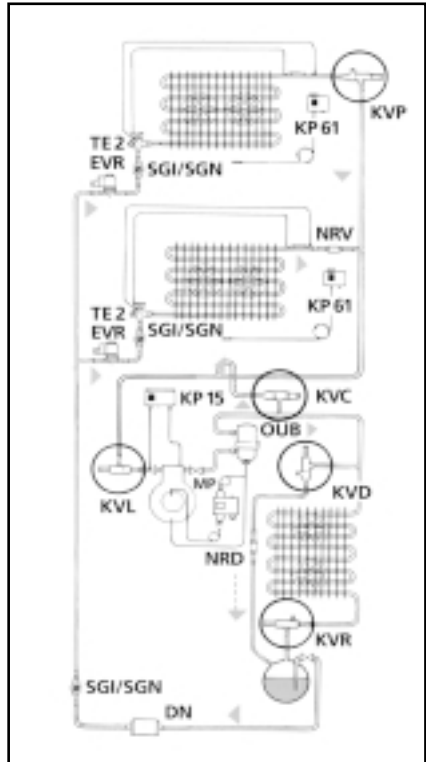 KP 61
KVP
TE 2
EVR
SGI/SGN
NRV
KP 61
TE 2
EVR
SGI/SGN
KP 15
KVC
OUB
KVL
MP
KVD
NRD
KVR
SGI/SGN
DN